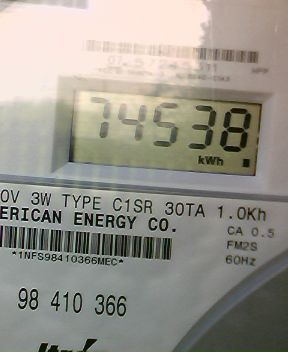 74538
kWh
0V 3W TYPE C1SR 30TA 1.0Kh
ERICAN ENERGY CO.
CA 0.5
FM2S
*1NFS98410366MEC*
60Hz
98 410 366